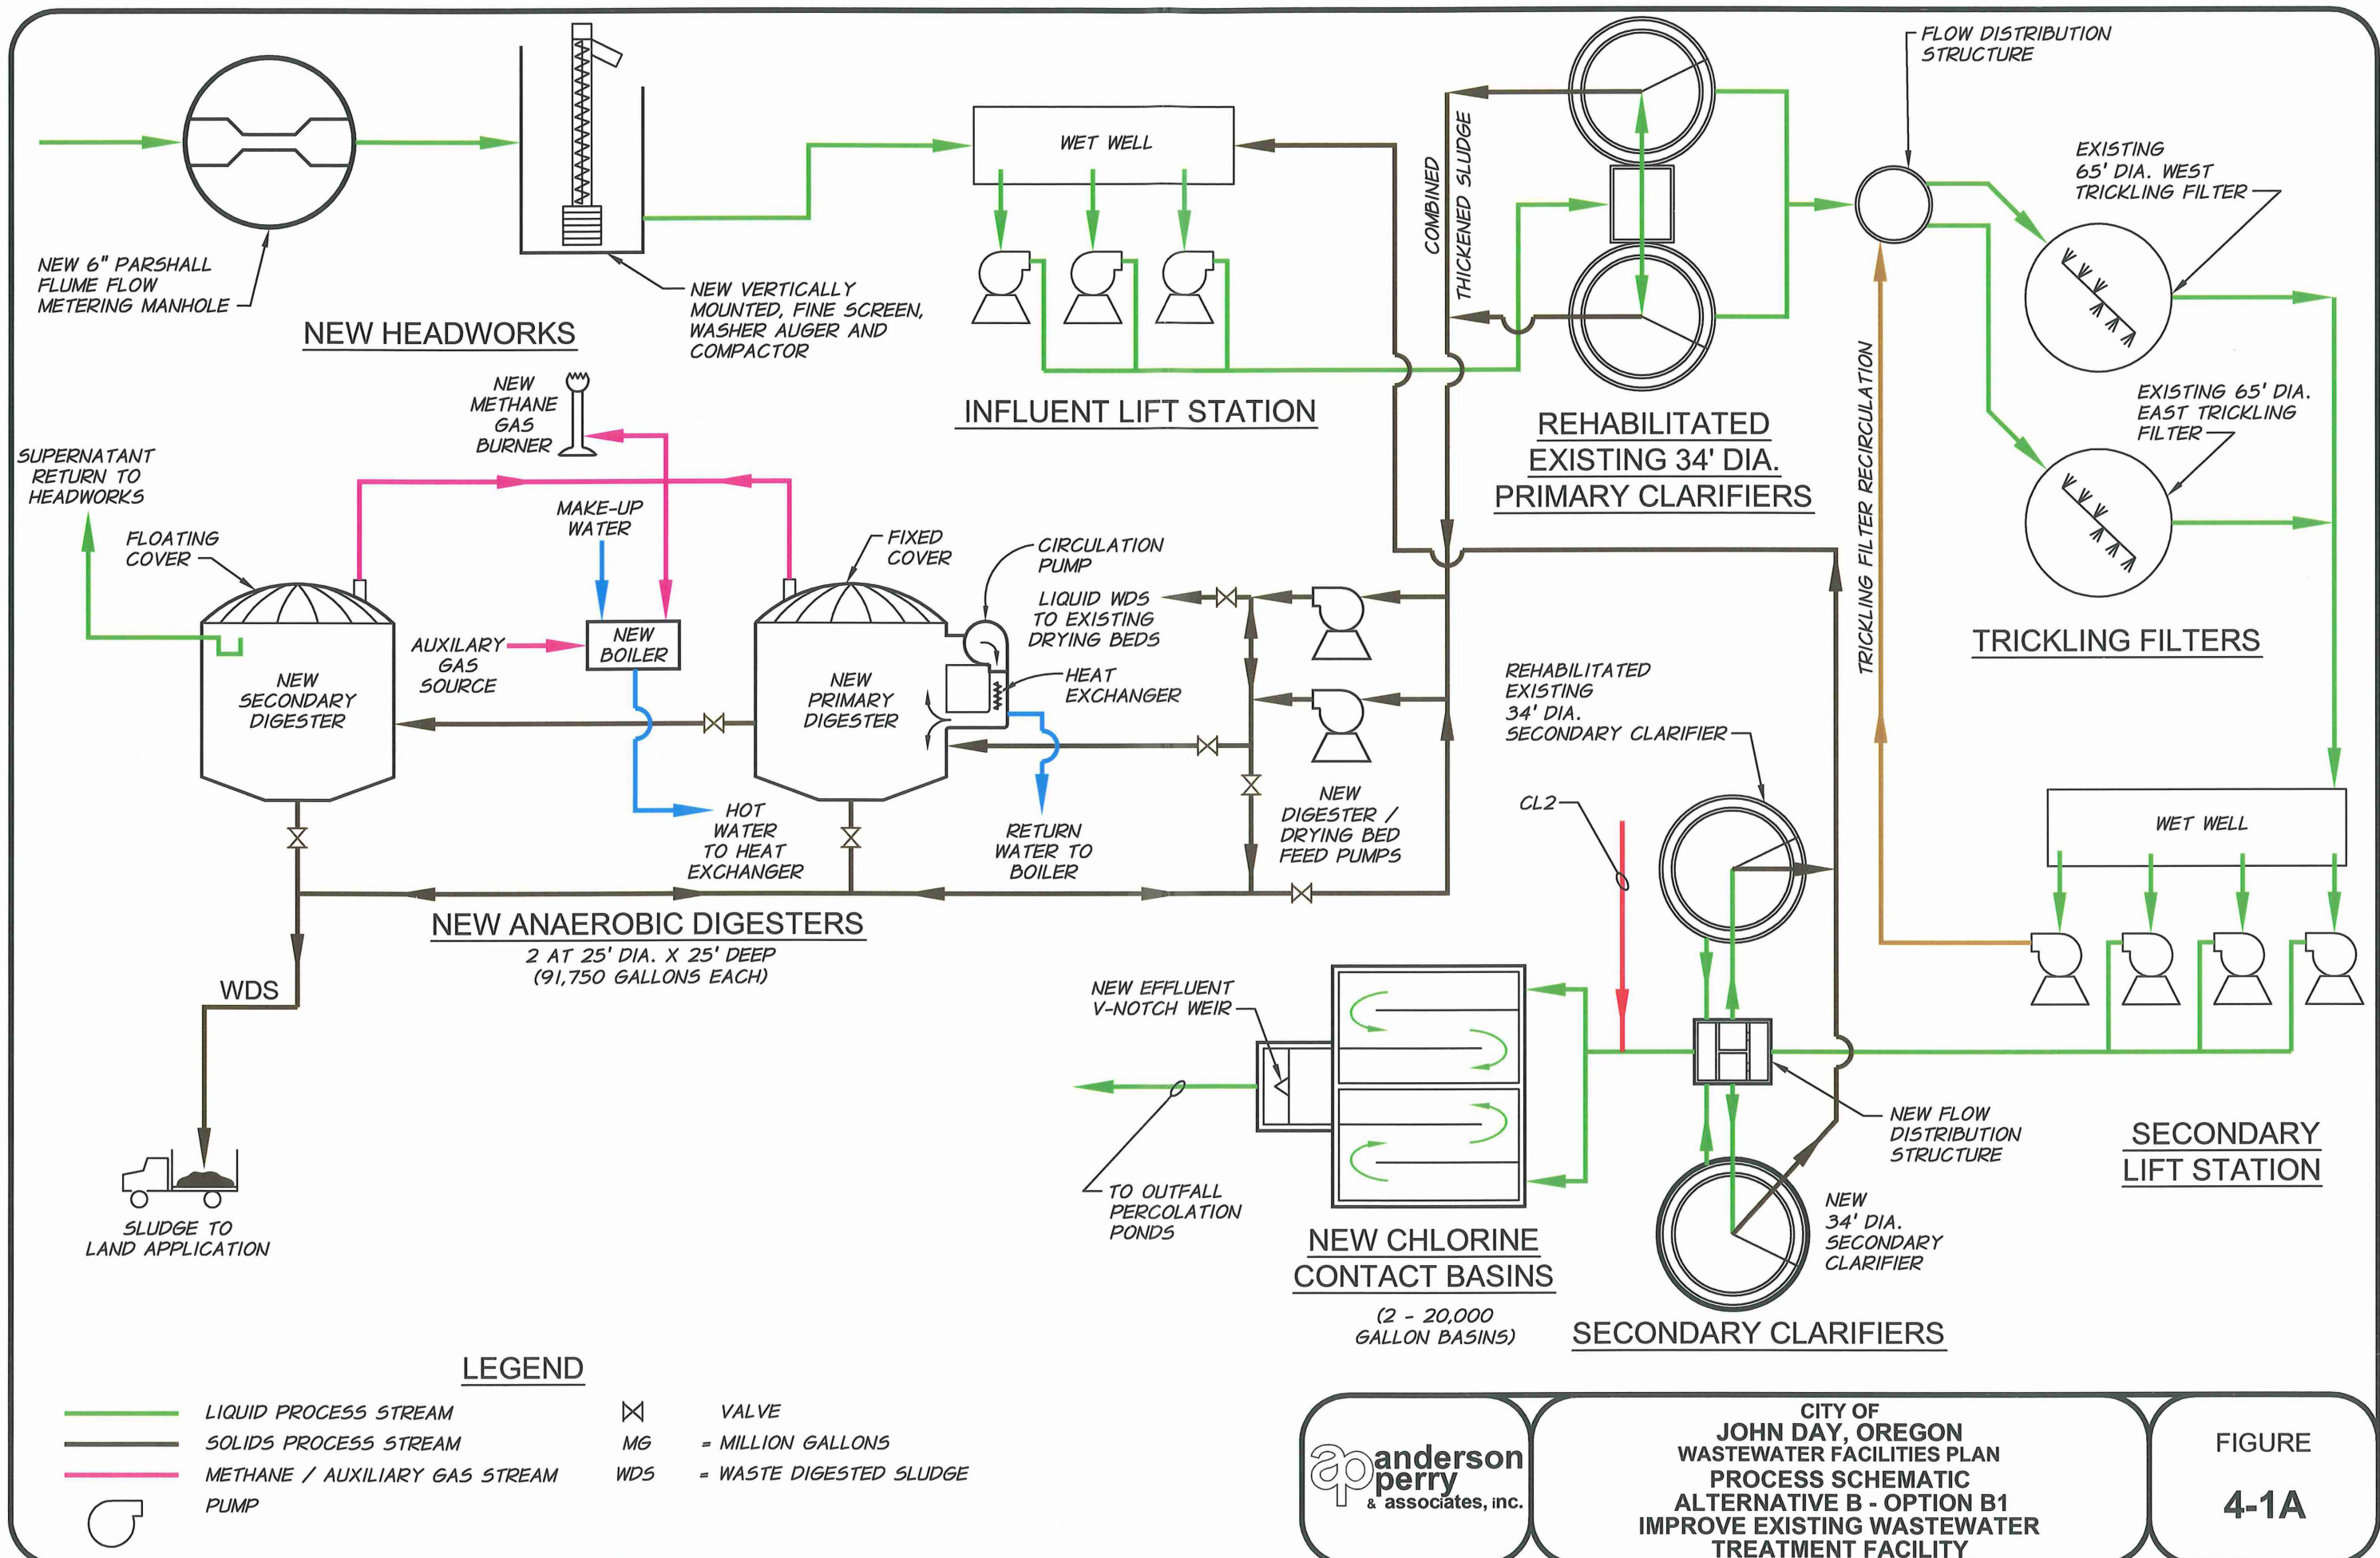 FLOW DISTRIBUTION
STRUCTURE
WET WELL
COMBINED
THICKENED SLUDGE
EXISTING
65' DIA. WEST
TRICKLING FILTER
NEW 6" PARSHALL
FLUME FLOW
METERING MANHOLE
NEW HEADWORKS
NEW VERTICALLY
MOUNTED, FINE SCREEN,
WASHER AUGER AND
COMPACTOR
INFLUENT LIFT STATION
REHABILITATED
EXISTING 34' DIA.
PRIMARY CLARIFIERS
TRICKLING FILTER RECIRCULATION
EXISTING 65' DIA.
EAST TRICKLING
FILTER
TRICKLING FILTERS
NEW
METHANE
GAS
BURNER
SUPERNATANT
RETURN TO
HEADWORKS
FLOATING
COVER
MAKE-UP
WATER
FIXED
COVER
CIRCULATION
PUMP
LIQUID WDS
TO EXISTING
DRYING BEDS
AUXILARY
GAS
SOURCE
NEW
BOILER
HEAT
EXCHANGER
NEW
SECONDARY
DIGESTER
NEW
PRIMARY
DIGESTER
REHABILITATED
EXISTING
34' DIA.
SECONDARY CLARIFIER
HOT
WATER
TO HEAT
EXCHANGER
RETURN
WATER TO
BOILER
NEW
DIGESTER /
DRYING BED
FEED PUMPS
CL2
WET WELL
NEW ANAEROBIC DIGESTERS
2 AT 25' DIA. X 25' DEEP
(91,750 GALLONS EACH)
WDS
NEW EFFLUENT
V-NOTCH WEIR
NEW FLOW
DISTRIBUTION
STRUCTURE
SECONDARY
LIFT STATION
TO OUTFALL
PERCOLATION
PONDS
NEW
34' DIA.
SECONDARY
CLARIFIER
SLUDGE TO
LAND APPLICATION
NEW CHLORINE
CONTACT BASINS
(2 - 20,000
GALLON BASINS)
SECONDARY CLARIFIERS
LEGEND
LIQUID PROCESS STREAM
SOLIDS PROCESS STREAM
METHANE / AUXILIARY GAS STREAM
PUMP
VALVE
MG = MILLION GALLONS
WDS = WASTE DIGESTED SLUDGE
ap anderson
perry
& associates, inc.
CITY OF
JOHN DAY, OREGON
WASTEWATER FACILITIES PLAN
PROCESS SCHEMATIC
ALTERNATIVE B - OPTION B1
IMPROVE EXISTING WASTEWATER
TREATMENT FACILITY
FIGURE
4-1A